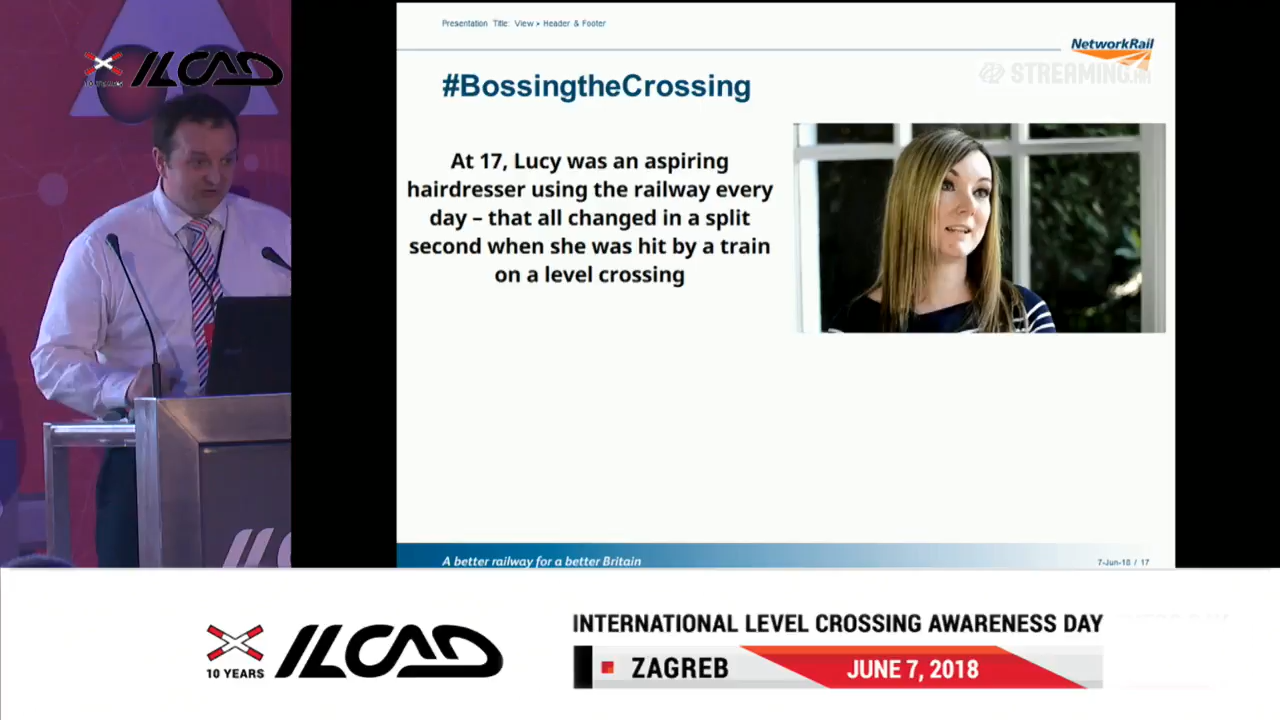 Presentation Title: View > Header & Footer
NetworkRail
STREAMING.HR
ILCAD
#BossingtheCrossing
At 17, Lucy was an aspiring
hairdresser using the railway every
day – that all changed in a split
second when she was hit by a train
on a level crossing
A better railway for a better Britain
7-Jun-18 / 17
ILCAD
10 YEARS
INTERNATIONAL LEVEL CROSSING AWARENESS DAY
ZAGREB
JUNE 7, 2018